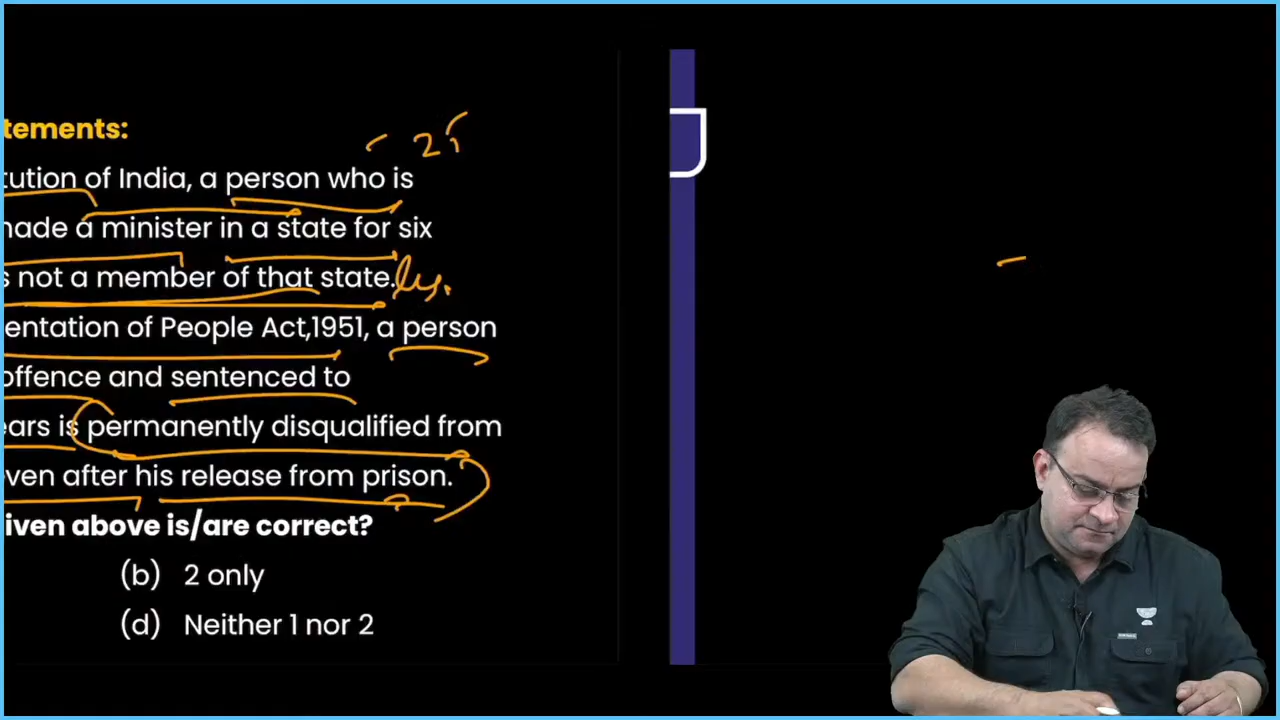 tements:
25
tution of India, a person who is
nade a minister in a state for six
s not a member of that state.
entation of People Act,1951, a person
offence and sentenced to
ears is permanently disqualified from
ven after his release from prison.
iven above is/are correct?
(b) 2 only
(d) Neither 1 nor 2